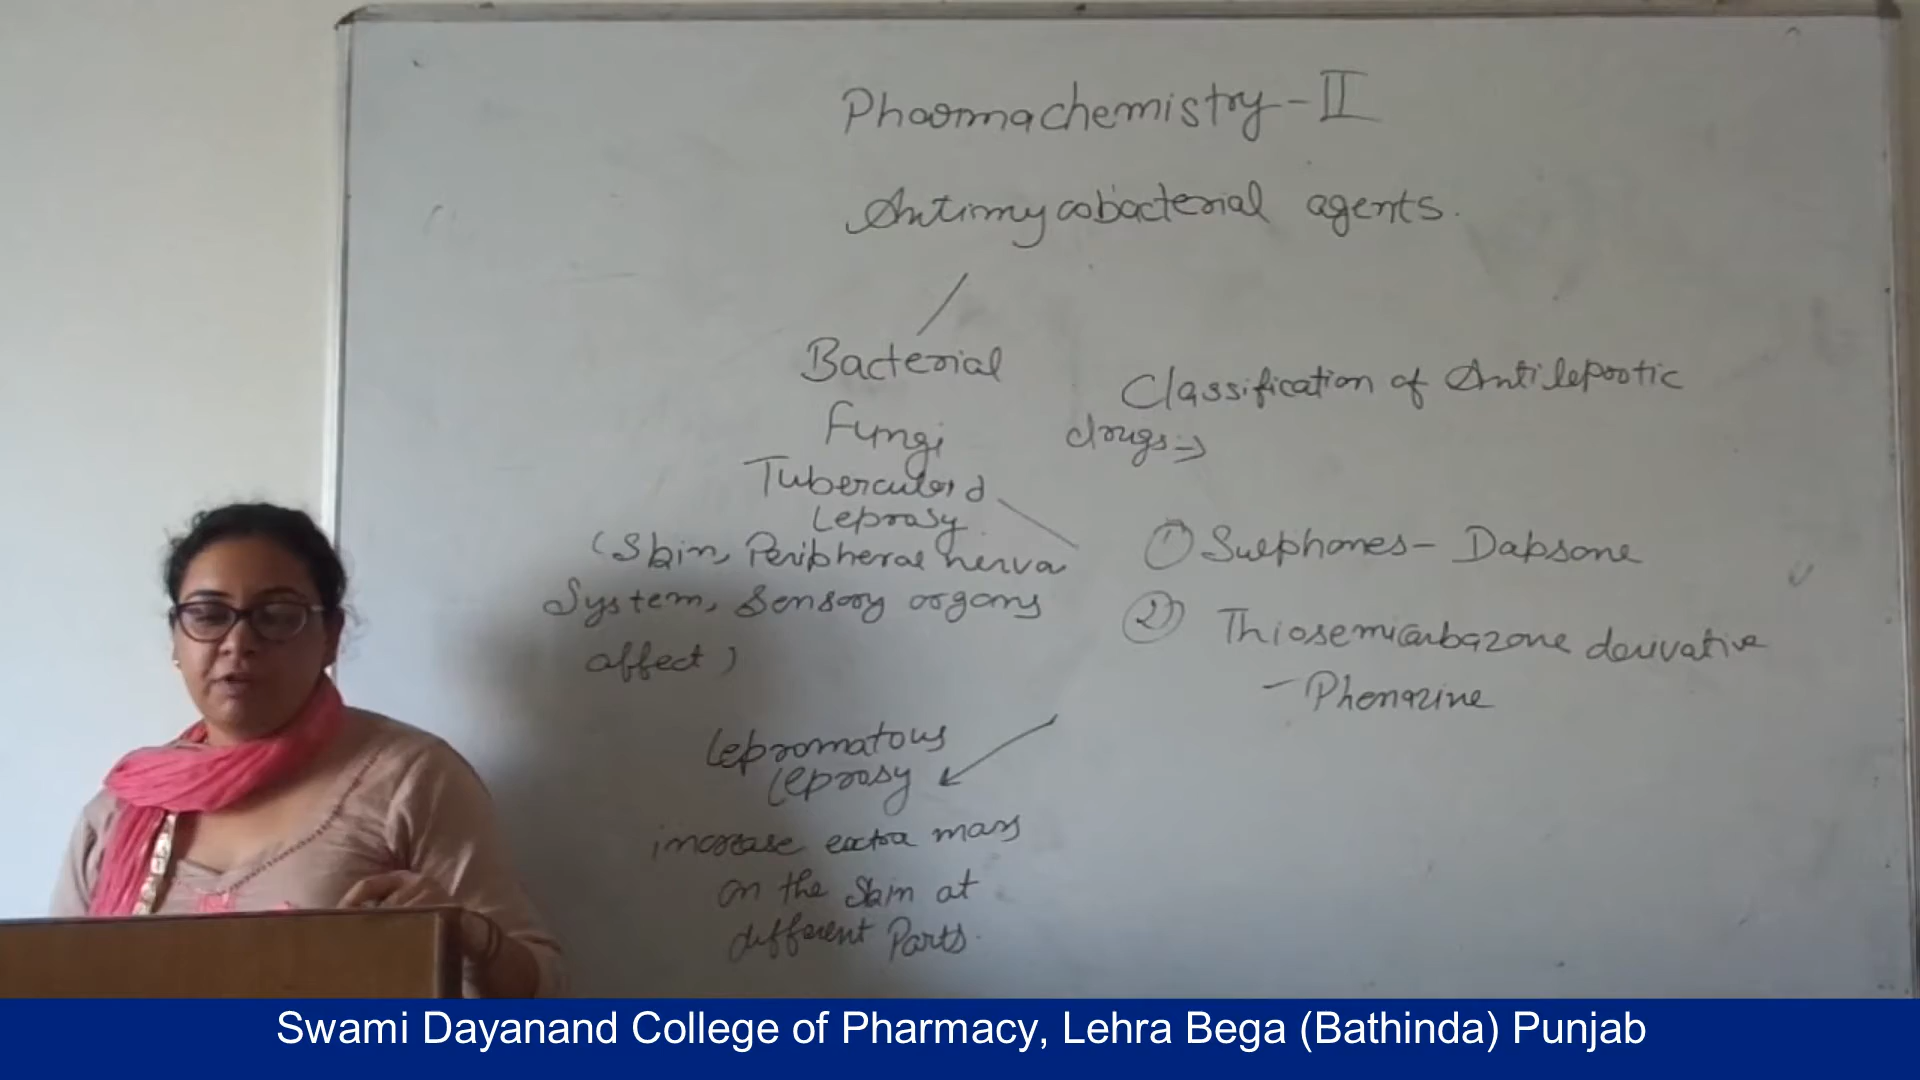 Pharmachemistry-II
Antimycobacterial agents.
Bacterial
Fungi
Tuberculoid
Leprosy
(Skin, Peripheral nerva
System, Sensory organs
affect)
Lepromatous
leprosy
increase extra mass
on the skin at
different Parts.
Classification of Antileprotic
drugs→
① Sulphones- Dapsone
② Thiosemicarbazone derivative
- Phenazine
Swami Dayanand College of Pharmacy, Lehra Bega (Bathinda) Punjab